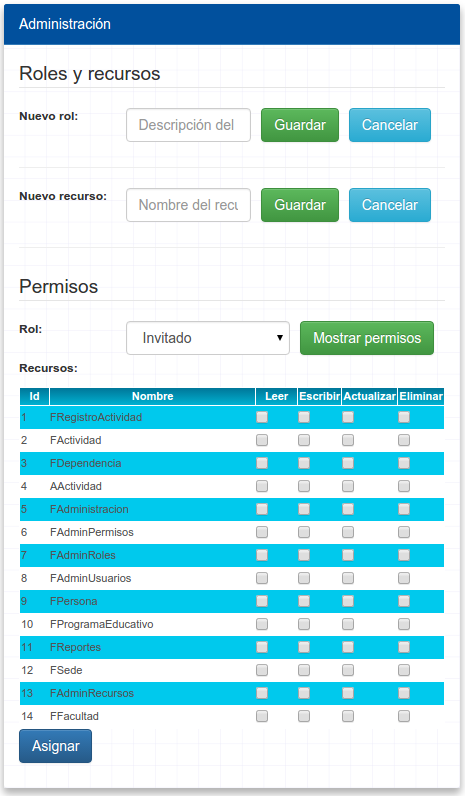 Administración
Roles y recursos
Nuevo rol: Descripción del Guardar Cancelar
Nuevo recurso: Nombre del recu Guardar Cancelar
Permisos
Rol: Invitado Mostrar permisos
Recursos:
Id Nombre Leer Escribir Actualizar Eliminar
1 FRegistroActividad
2 FActividad
3 FDependencia
4 AActividad
5 FAdministracion
6 FAdminPermisos
7 FAdminRoles
8 FAdminUsuarios
9 FPersona
10 FProgramaEducativo
11 FReportes
12 FSede
13 FAdminRecursos
14 FFacultad
Asignar